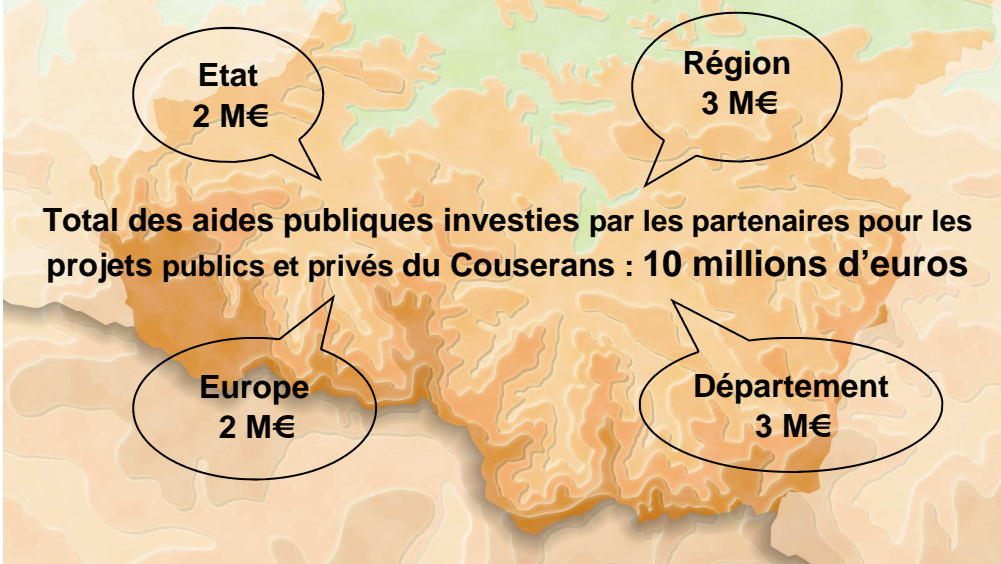 Etat
2 M€
Région
3 M€
Total des aides publiques investies par les partenaires pour les
projets publics et privés du Couserans : 10 millions d’euros
Europe
2 M€
Département
3 M€